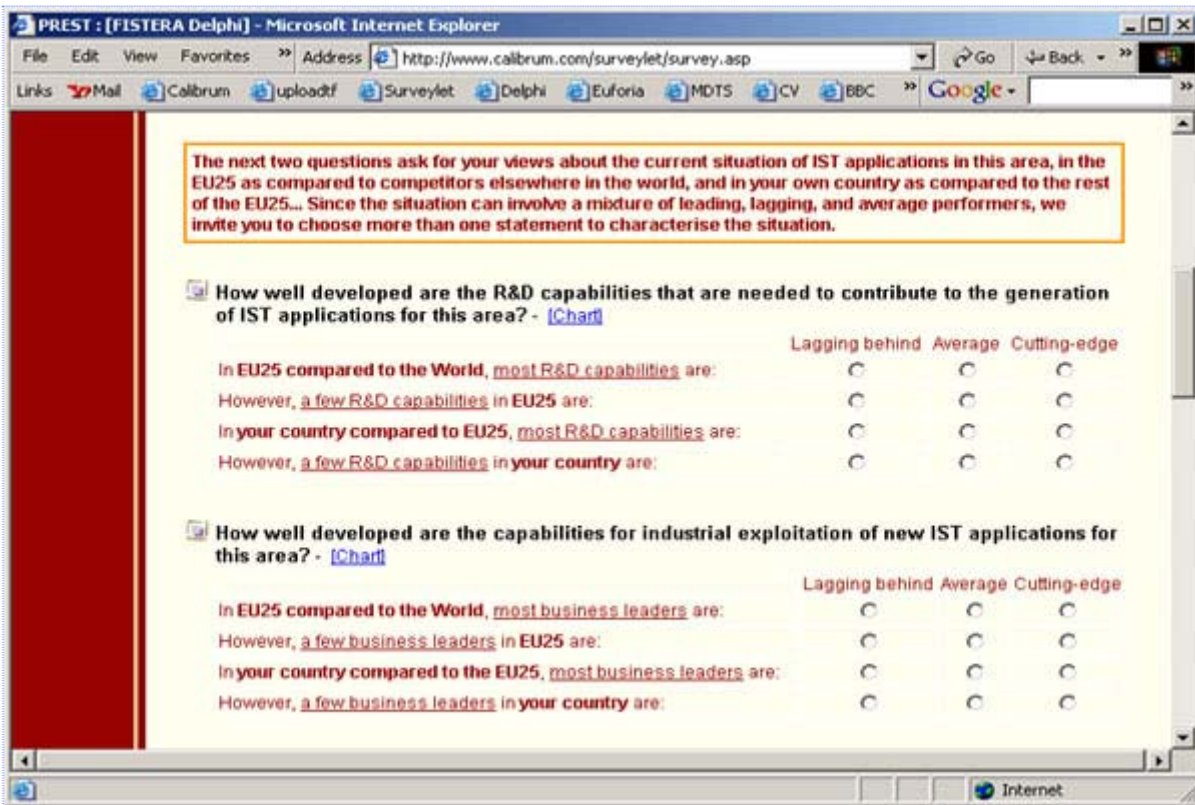 PREST : [FISTERA Delphi] - Microsoft Internet Explorer
File Edit View Favorites » Address http://www.calibrum.com/surveylet/survey.asp Go Back »
Links Mail Calibrum uploadtf Surveylet Delphi Euforia MDTS CV BBC » Google »
The next two questions ask for your views about the current situation of IST applications in this area, in the
EU25 as compared to competitors elsewhere in the world, and in your own country as compared to the rest
of the EU25... Since the situation can involve a mixture of leading, lagging, and average performers, we
invite you to choose more than one statement to characterise the situation.
How well developed are the R&D capabilities that are needed to contribute to the generation
of IST applications for this area? - [Chart]
Lagging behind Average Cutting-edge
In EU25 compared to the World, most R&D capabilities are:
However, a few R&D capabilities in EU25 are:
In your country compared to EU25, most R&D capabilities are:
However, a few R&D capabilities in your country are:
How well developed are the capabilities for industrial exploitation of new IST applications for
this area? - [Chart]
Lagging behind Average Cutting-edge
In EU25 compared to the World, most business leaders are:
However, a few business leaders in EU25 are:
In your country compared to the EU25, most business leaders are:
However, a few business leaders in your country are:
Internet